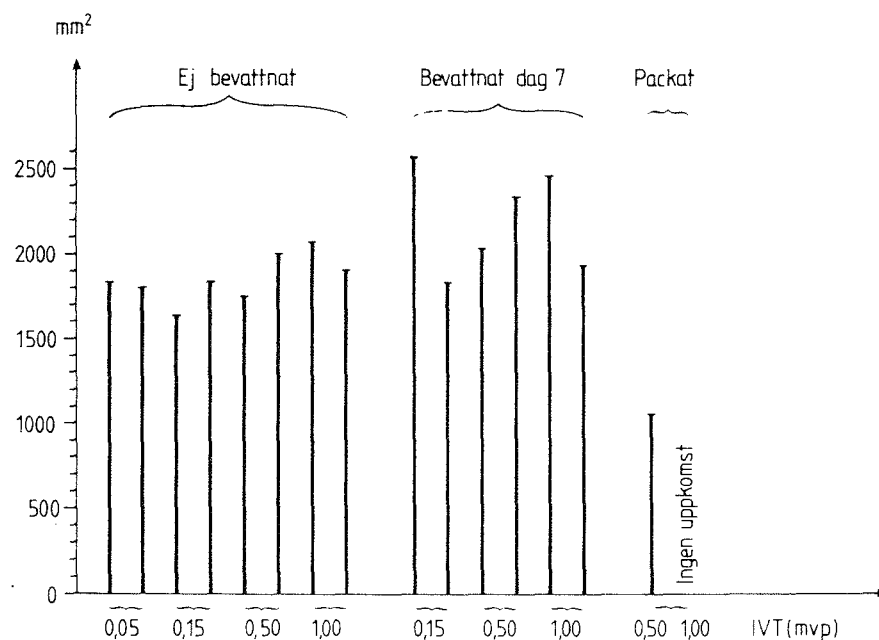 mm²
Ej bevattnat
Bevattnat dag 7
Packat
2500
2000
1500
1000
500
0
Ingen uppkomst
0,05 0,15 0,50 1,00 0,15 0,50 1,00 0,50 1,00 IVT(mvp)